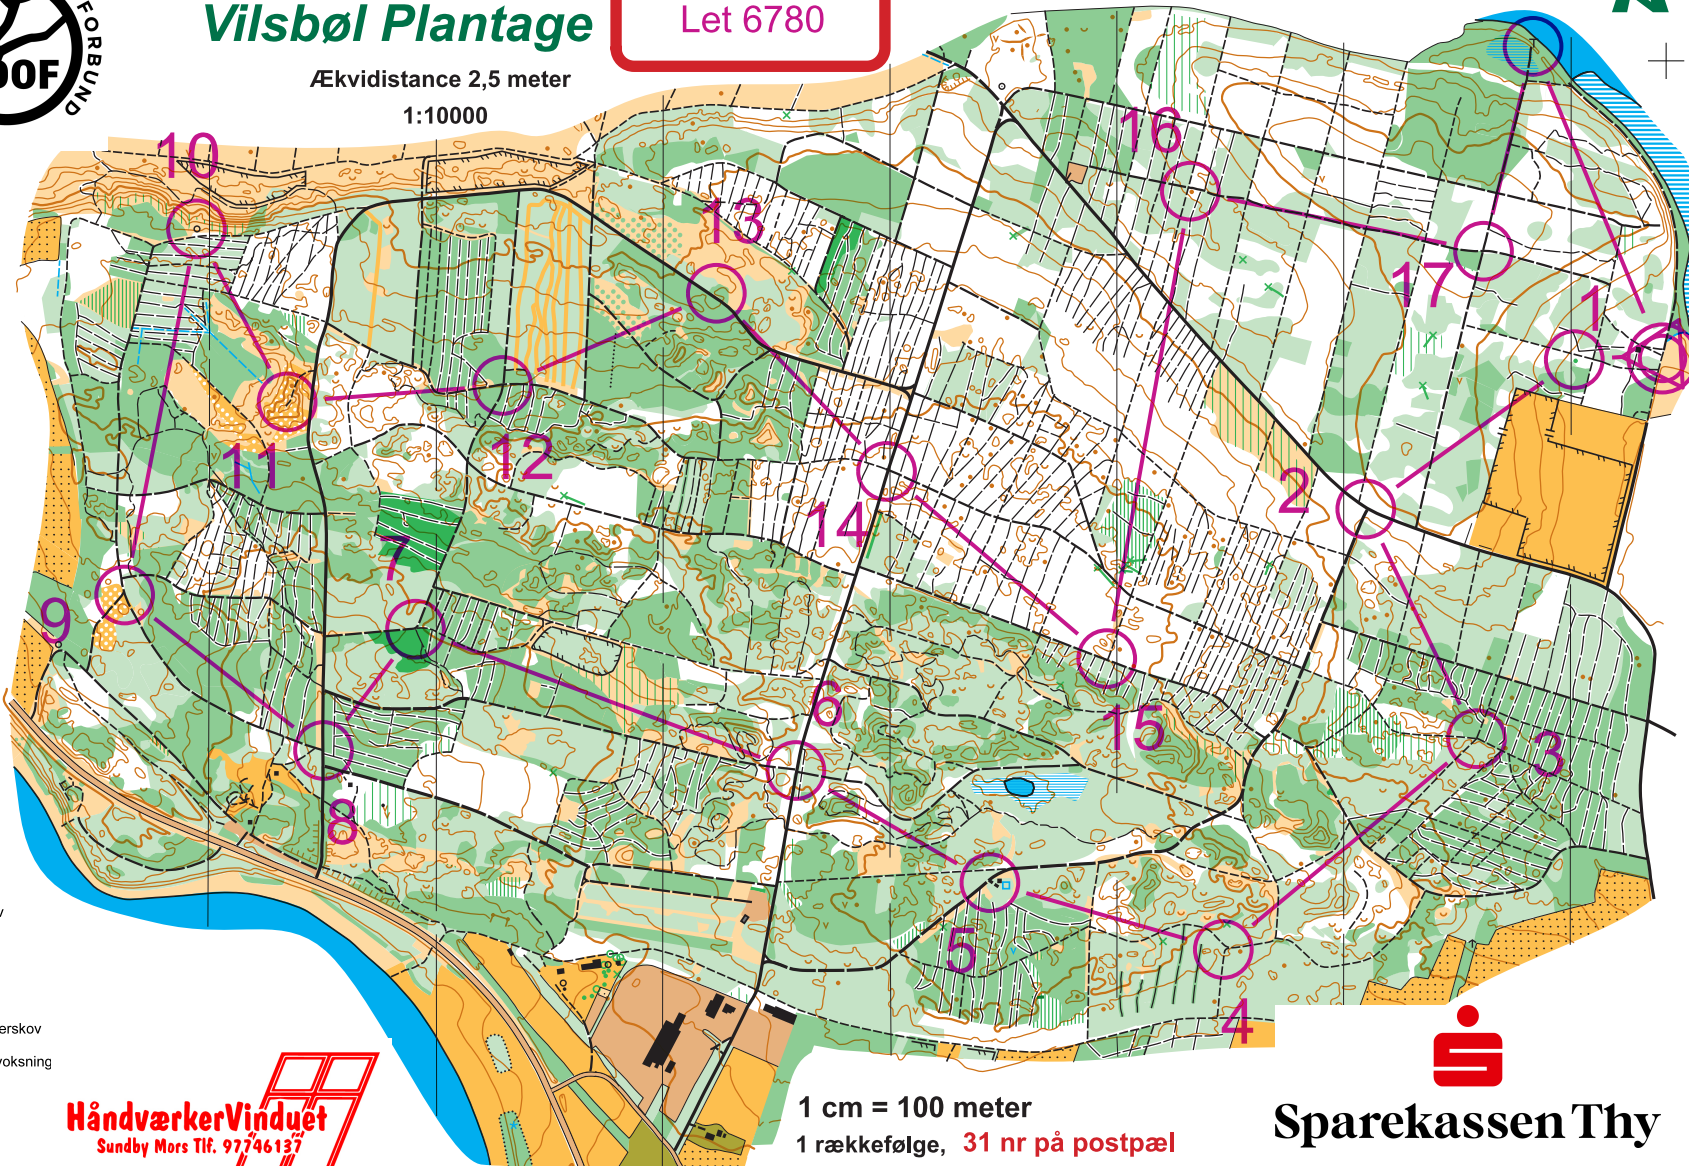 FORBUND
DOF
Vilsbøl Plantage
Let 6780
Ækvidistance 2,5 meter
1:10000
10
16
13
17
1
11
12
14
2
7
9
6
15
3
8
5
4
erskov
voksning
HåndværkerVinduet
Sundby Mors Tlf. 97746137
1 cm = 100 meter
1 rækkefølge, 31 nr på postpæl
Sparekassen Thy